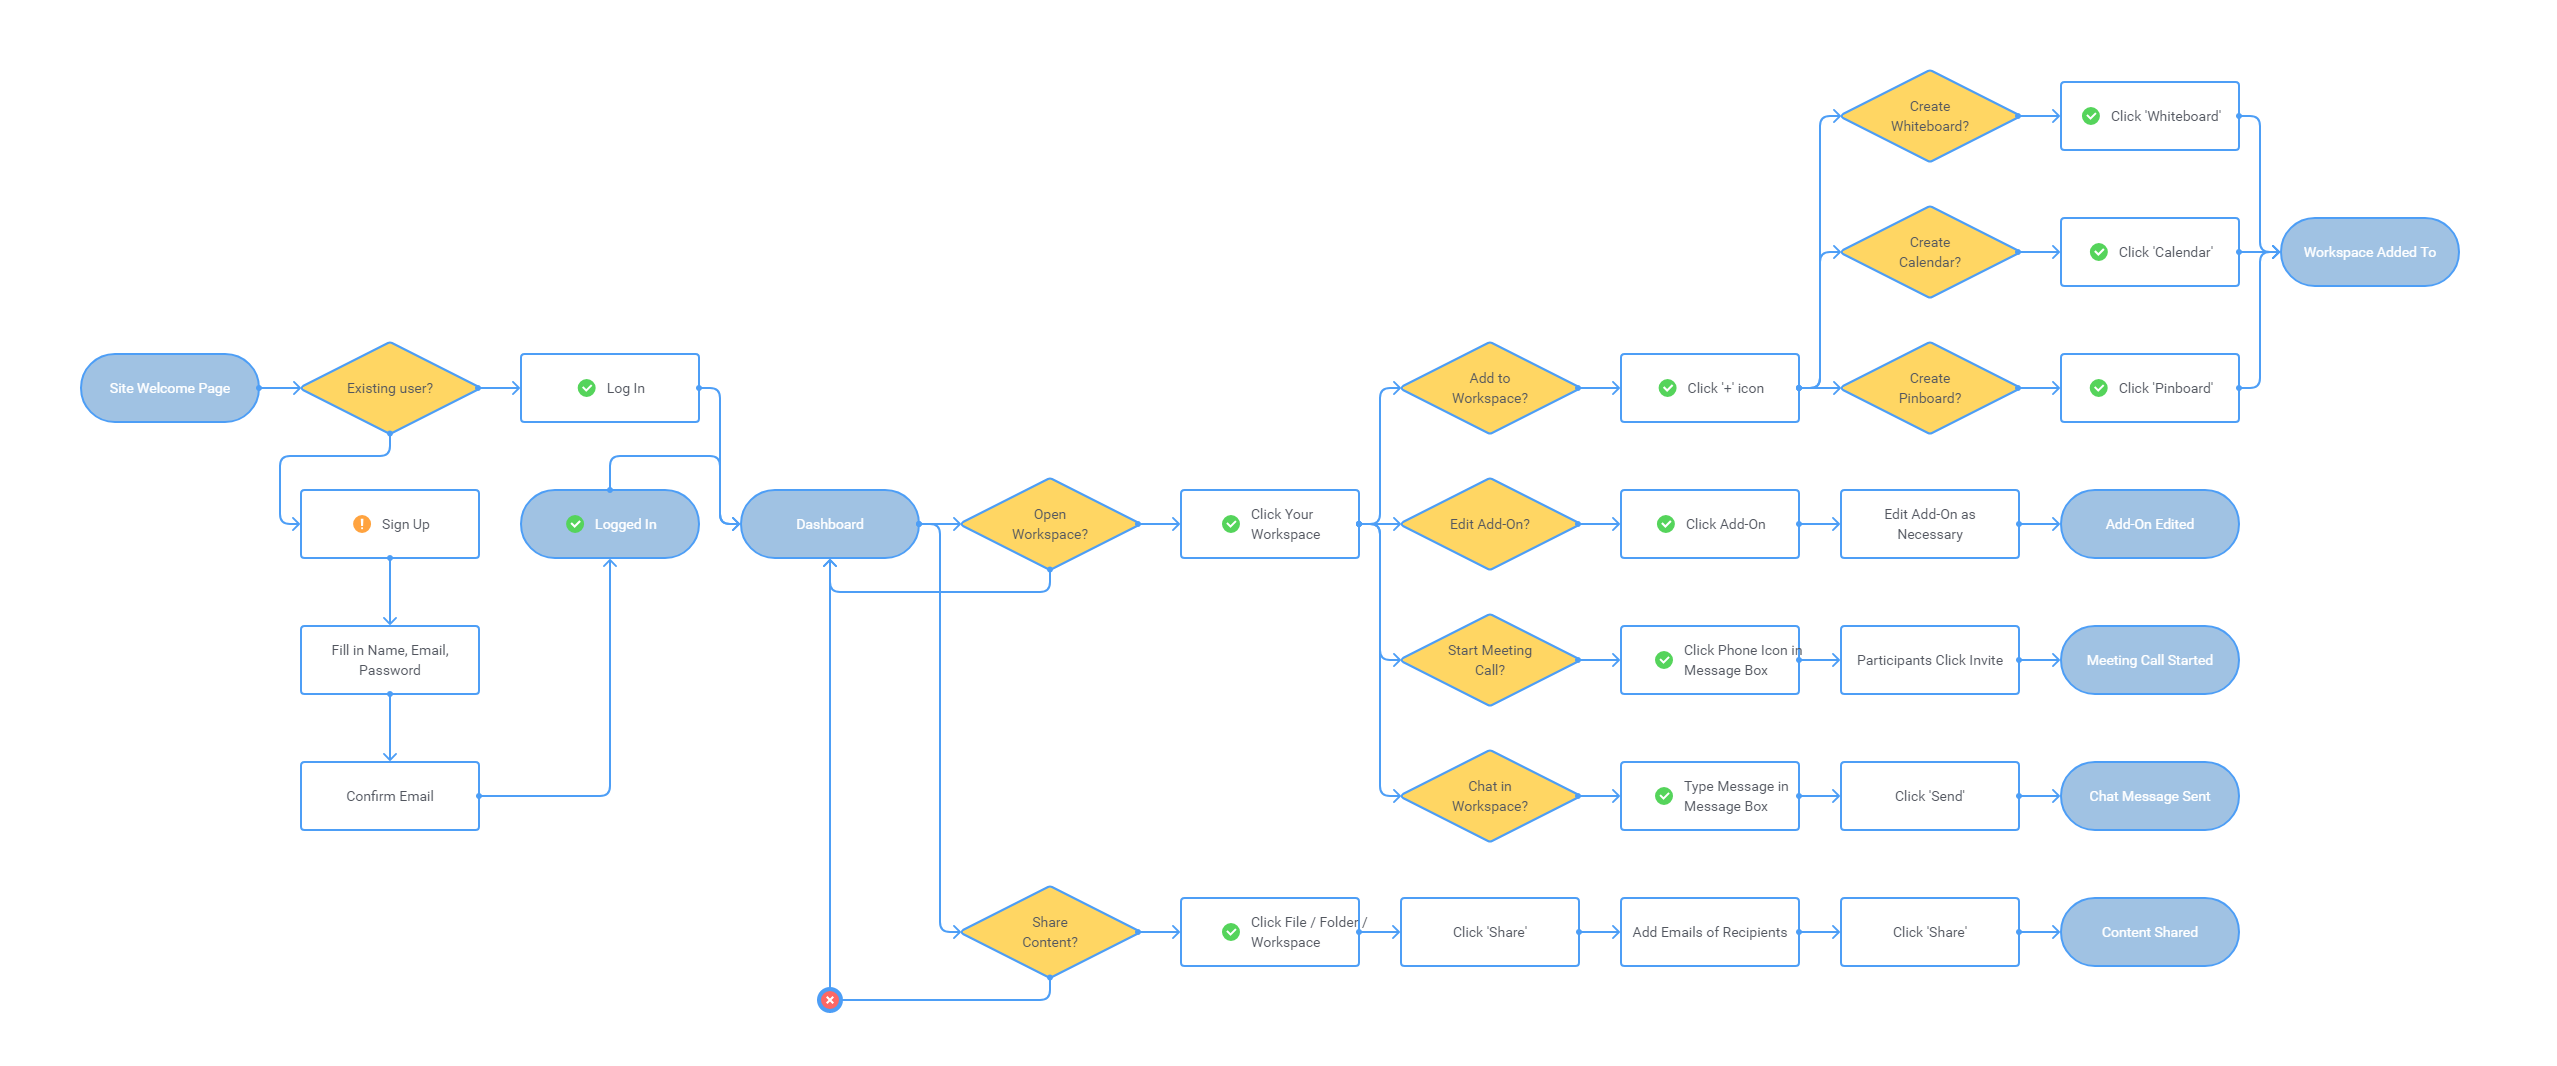 Create
Whiteboard?
Click 'Whiteboard'
Create
Calendar?
Click 'Calendar'
Workspace Added To
Site Welcome Page
Existing user?
Log In
Add to
Workspace?
Click '+' icon
Create
Pinboard?
Click 'Pinboard'
Sign Up
Logged In
Dashboard
Open
Workspace?
Click Your
Workspace
Edit Add-On?
Click Add-On
Edit Add-On as
Necessary
Add-On Edited
Fill in Name, Email,
Password
Start Meeting
Call?
Click Phone Icon in
Message Box
Participants Click Invite
Meeting Call Started
Confirm Email
Chat in
Workspace?
Type Message in
Message Box
Click 'Send'
Chat Message Sent
Share
Content?
Click File / Folder /
Workspace
Click 'Share'
Add Emails of Recipients
Click 'Share'
Content Shared